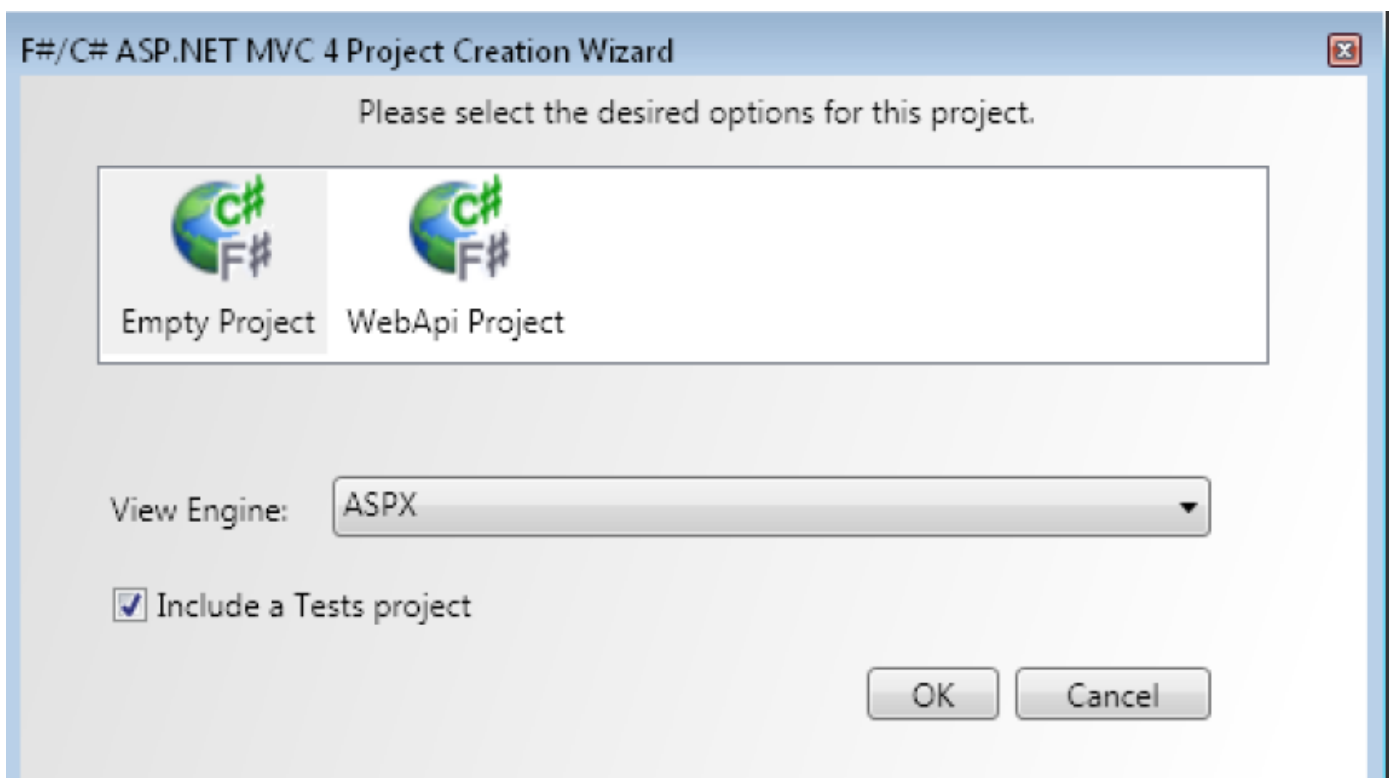 F#/C# ASP.NET MVC 4 Project Creation Wizard
Please select the desired options for this project.
C# F#
C# F#
Empty Project
WebApi Project
View Engine:
ASPX
Include a Tests project
OK
Cancel